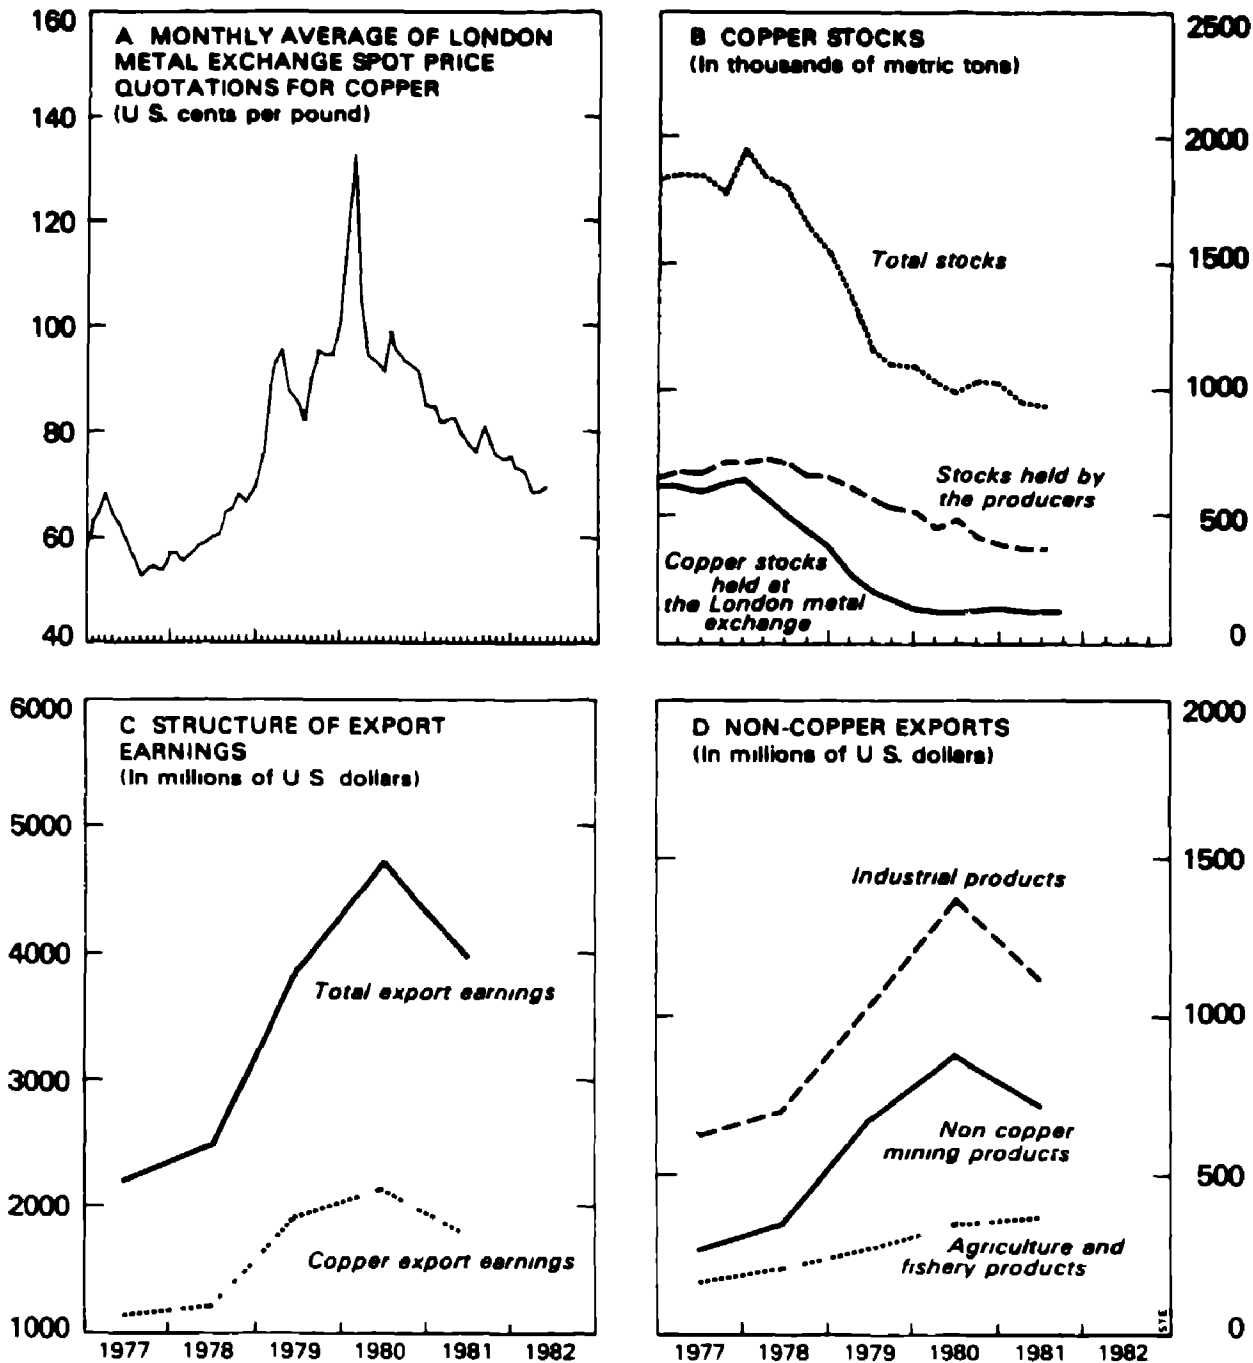 A MONTHLY AVERAGE OF LONDON
METAL EXCHANGE SPOT PRICE
QUOTATIONS FOR COPPER
(U S. cents per pound)
160
140
120
100
80
60
40
B COPPER STOCKS
(In thousands of metric tons)
2500
2000
1500
1000
500
0
Total stocks
Stocks held by
the producers
Copper stocks
held at
the London metal
exchange
C STRUCTURE OF EXPORT
EARNINGS
(In millions of U S dollars)
6000
5000
4000
3000
2000
1000
Total export earnings
Copper export earnings
1977 1978 1979 1980 1981 1982
D NON-COPPER EXPORTS
(In millions of U S. dollars)
2000
1500
1000
500
0
Industrial products
Non copper
mining products
Agriculture and
fishery products
1977 1978 1979 1980 1981 1982